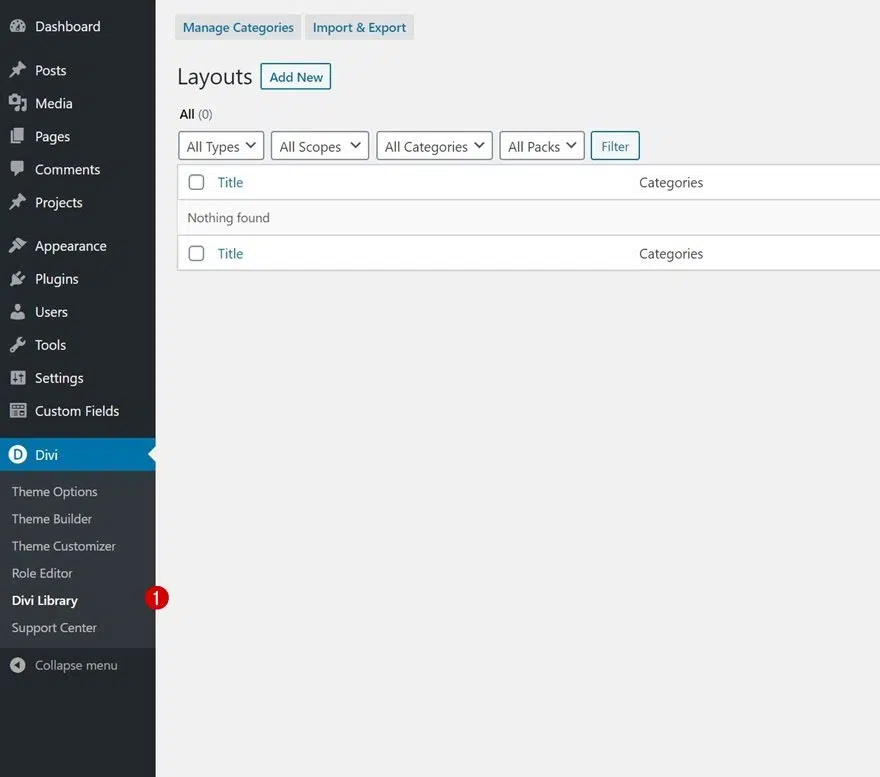 Dashboard
Posts
Media
Pages
Comments
Projects
Appearance
Plugins
Users
Tools
Settings
Custom Fields
D Divi
Theme Options
Theme Builder
Theme Customizer
Role Editor
Divi Library
1
Support Center
Collapse menu
Manage Categories Import & Export
Layouts Add New
All (0)
All Types All Scopes All Categories All Packs Filter
Title Categories
Nothing found
Title Categories